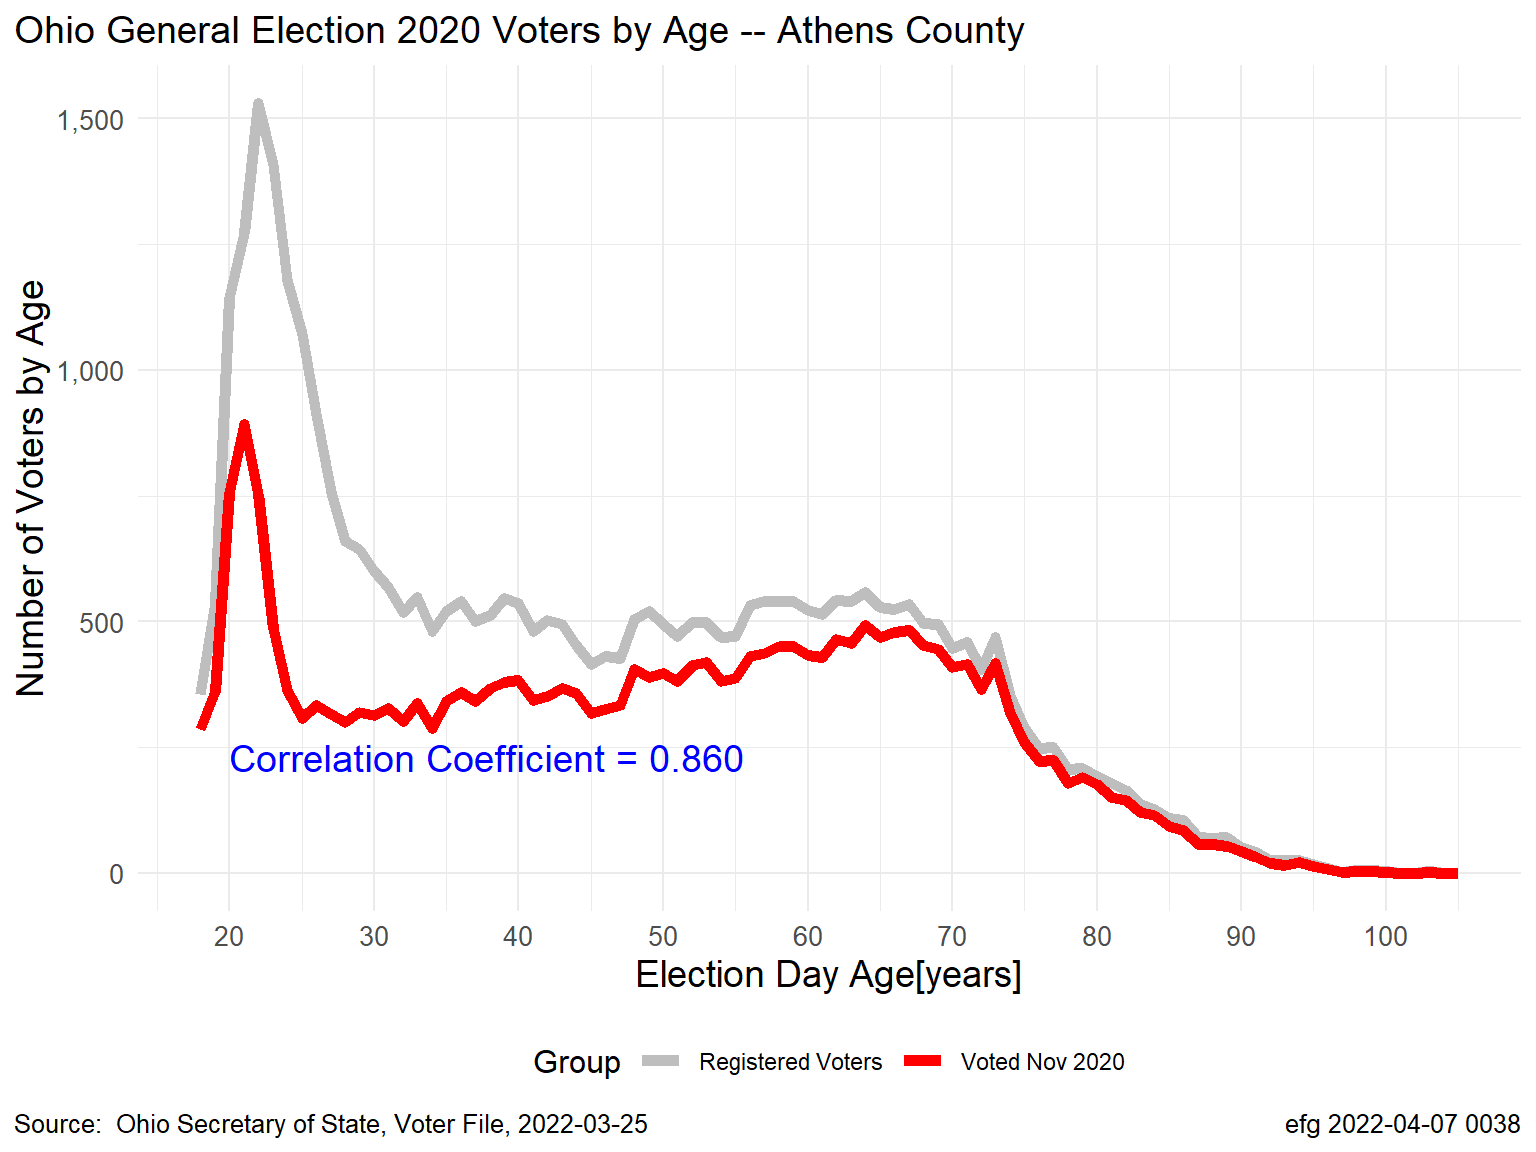 Ohio General Election 2020 Voters by Age -- Athens County
Number of Voters by Age
1,500
1,000
500
0
Correlation Coefficient = 0.860
20 30 40 50 60 70 80 90 100
Election Day Age[years]
Group Registered Voters Voted Nov 2020
Source:  Ohio Secretary of State, Voter File, 2022-03-25
efg 2022-04-07 0038